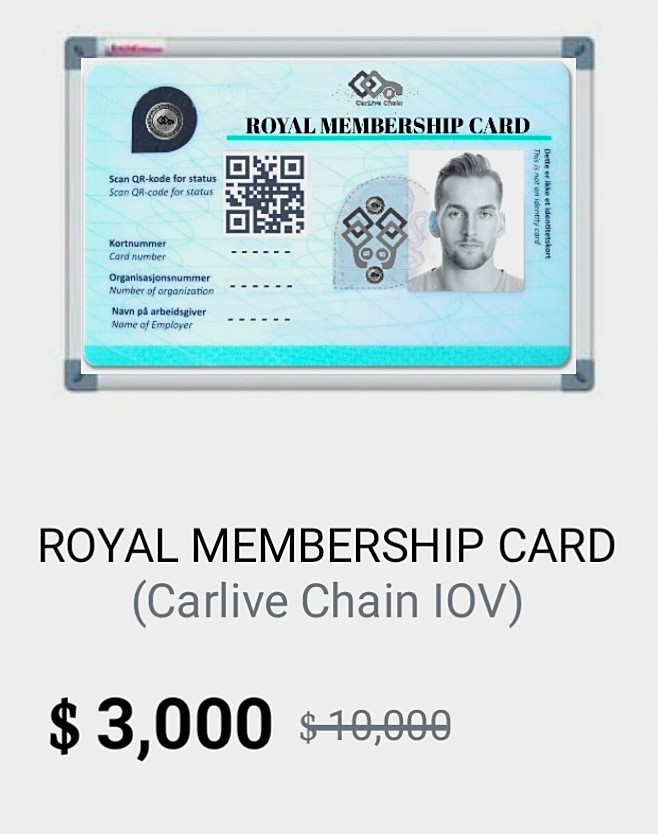 CarLive Chain
ROYAL MEMBERSHIP CARD
Scan QR-kode for status
Scan QR-code for status
Kortnummer
Card number
Organisasjonsnummer
Number of organization
Navn på arbeidsgiver
Name of Employer
Dette er ikke et identitetskort
This is not an identity card
ROYAL MEMBERSHIP CARD
(Carlive Chain IOV)
$ 3,000 $ 10,000